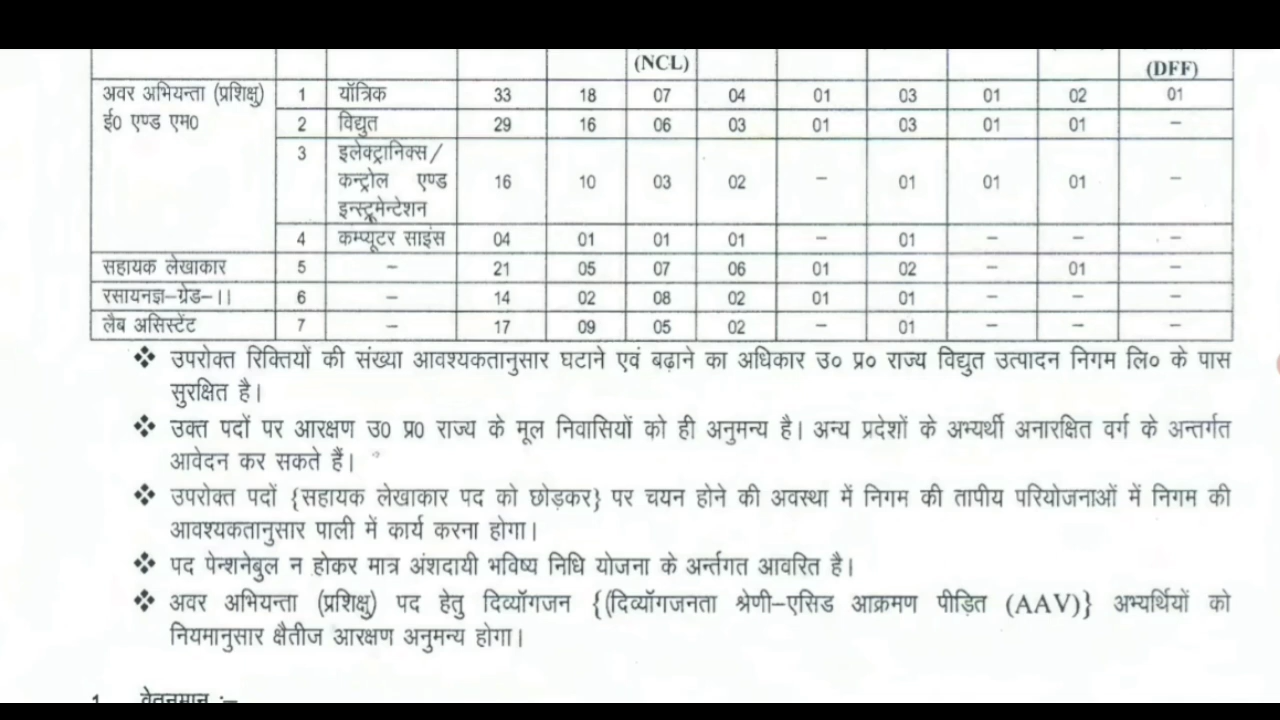 (NCL)
(DFF)
अवर अभियन्ता (प्रशिक्षु) 1 यॉत्रिक 33 18 07 04 01 03 01 02 01
ई0 एण्ड एम0 2 विद्युत 29 16 06 03 01 03 01 01 –
3 इलेक्ट्रानिक्स/
कन्ट्रोल एण्ड 16 10 03 02 – 01 01 01 –
इन्स्ट्रूमेन्टेशन
4 कम्प्यूटर साइंस 04 01 01 01 – 01 – – –
सहायक लेखाकार 5 – 21 05 07 06 01 02 – 01 –
रसायनज्ञ–ग्रेड–।। 6 – 14 02 08 02 01 01 – – –
लैब असिस्टेंट 7 – 17 09 05 02 – 01 – – –
❖ उपरोक्त रिक्तियों की संख्या आवश्यकतानुसार घटाने एवं बढ़ाने का अधिकार उ० प्र० राज्य विद्युत उत्पादन निगम लि० के पास
सुरक्षित है।
❖ उक्त पदों पर आरक्षण उ0 प्र0 राज्य के मूल निवासियों को ही अनुमन्य है। अन्य प्रदेशों के अभ्यर्थी अनारक्षित वर्ग के अन्तर्गत
आवेदन कर सकते हैं।
❖ उपरोक्त पदों {सहायक लेखाकार पद को छोड़कर} पर चयन होने की अवस्था में निगम की तापीय परियोजनाओं में निगम की
आवश्यकतानुसार पाली में कार्य करना होगा।
❖ पद पेन्शनेबुल न होकर मात्र अंशदायी भविष्य निधि योजना के अर्न्तगत आवरित है।
❖ अवर अभियन्ता (प्रशिक्षु) पद हेतु दिव्यॉगजन {(दिव्यॉगजनता श्रेणी–एसिड आक्रमण पीड़ित (AAV)} अभ्यर्थियों को
नियमानुसार क्षैतीज आरक्षण अनुमन्य होगा।
1 वेतनमान :–